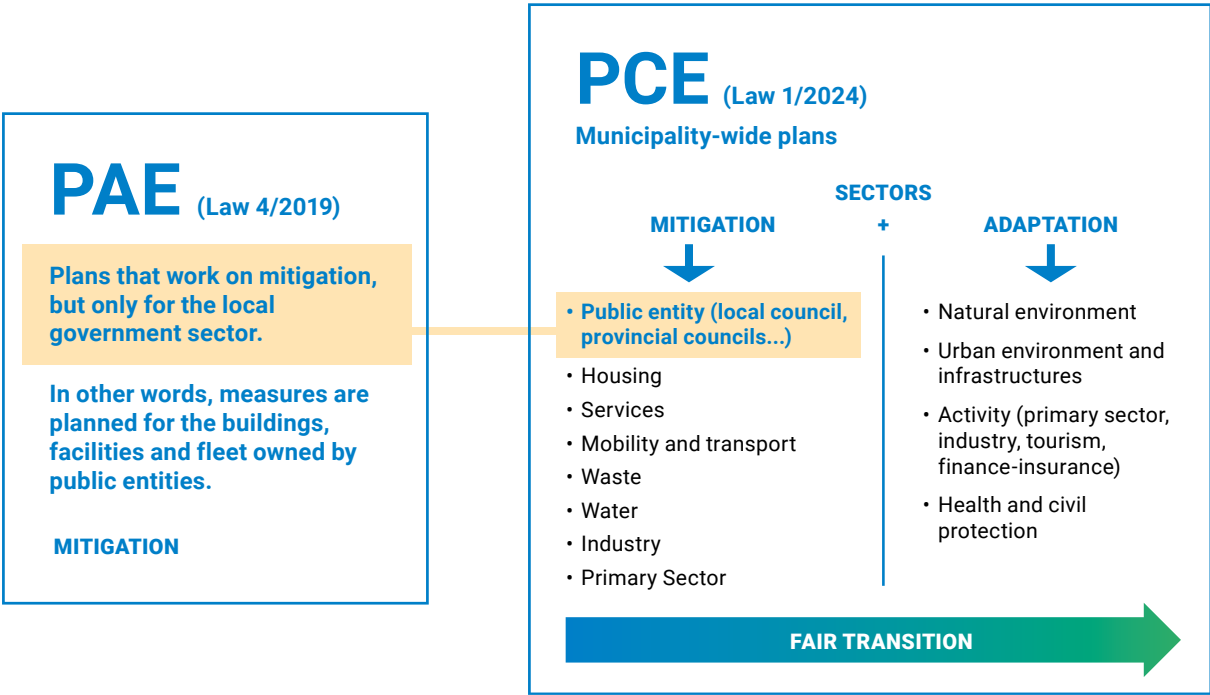 PAE (Law 4/2019)
Plans that work on mitigation,
but only for the local
government sector.
In other words, measures are
planned for the buildings,
facilities and fleet owned by
public entities.
MITIGATION
PCE (Law 1/2024)
Municipality-wide plans
SECTORS
MITIGATION + ADAPTATION
• Public entity (local council,
provincial councils...)
• Housing
• Services
• Mobility and transport
• Waste
• Water
• Industry
• Primary Sector
• Natural environment
• Urban environment and
infrastructures
• Activity (primary sector,
industry, tourism,
finance-insurance)
• Health and civil
protection
FAIR TRANSITION